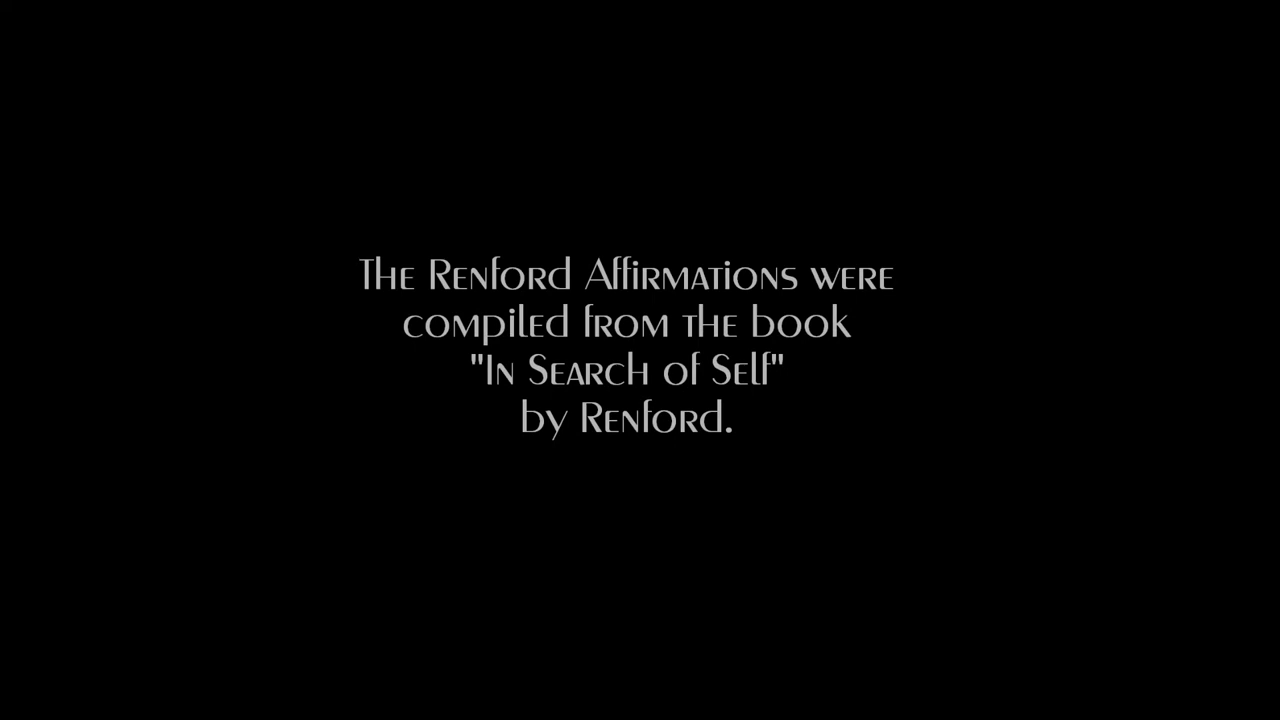 The Renford Affirmations were
compiled from the book
"In Search of Self"
by Renford.